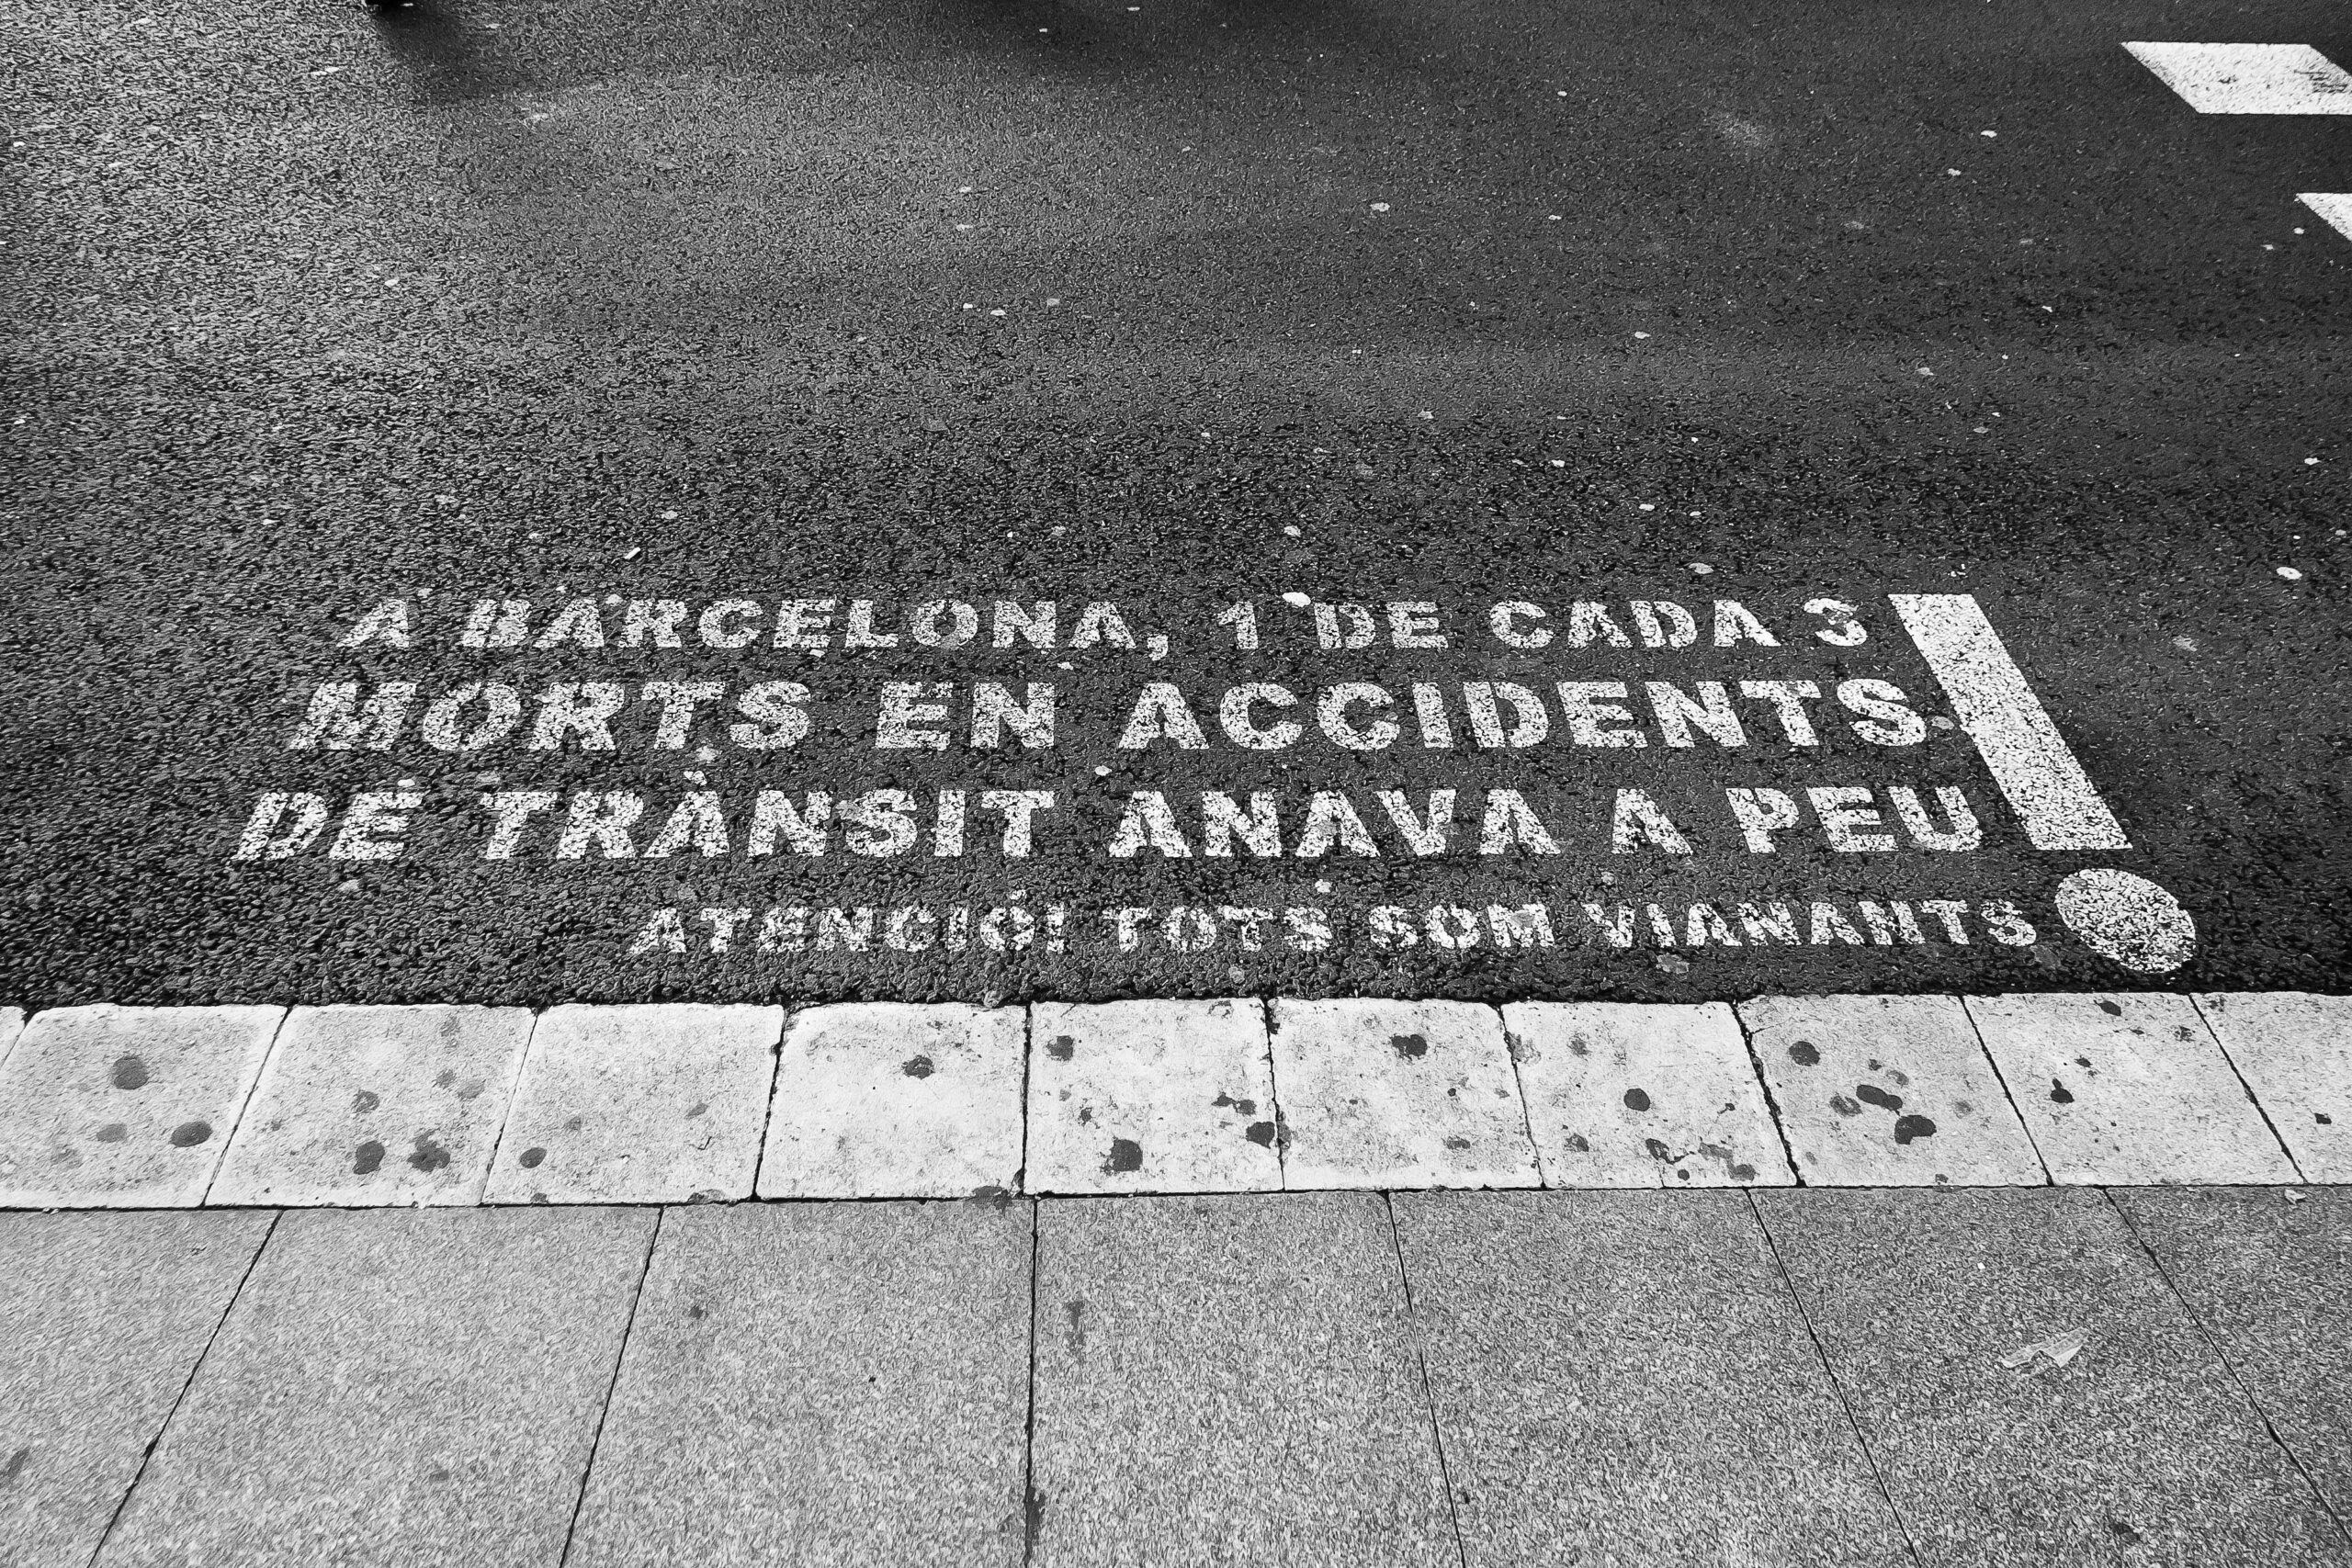 A BARCELONA, 1 DE CADA 3
MORTS EN ACCIDENTS
DE TRÀNSIT ANAVA A PEU
ATENCIÓ! TOTS SOM VIANANTS
!